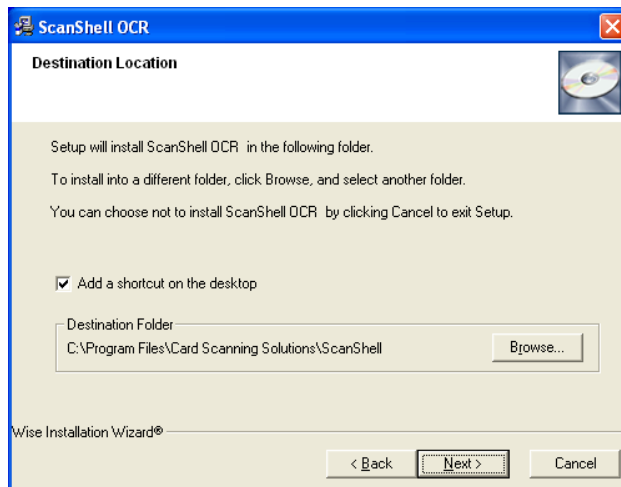 ScanShell OCR
Destination Location
Setup will install ScanShell OCR in the following folder.
To install into a different folder, click Browse, and select another folder.
You can choose not to install ScanShell OCR by clicking Cancel to exit Setup.
Add a shortcut on the desktop
Destination Folder
C:\Program Files\Card Scanning Solutions\ScanShell
Browse...
Wise Installation Wizard®
< Back
Next >
Cancel